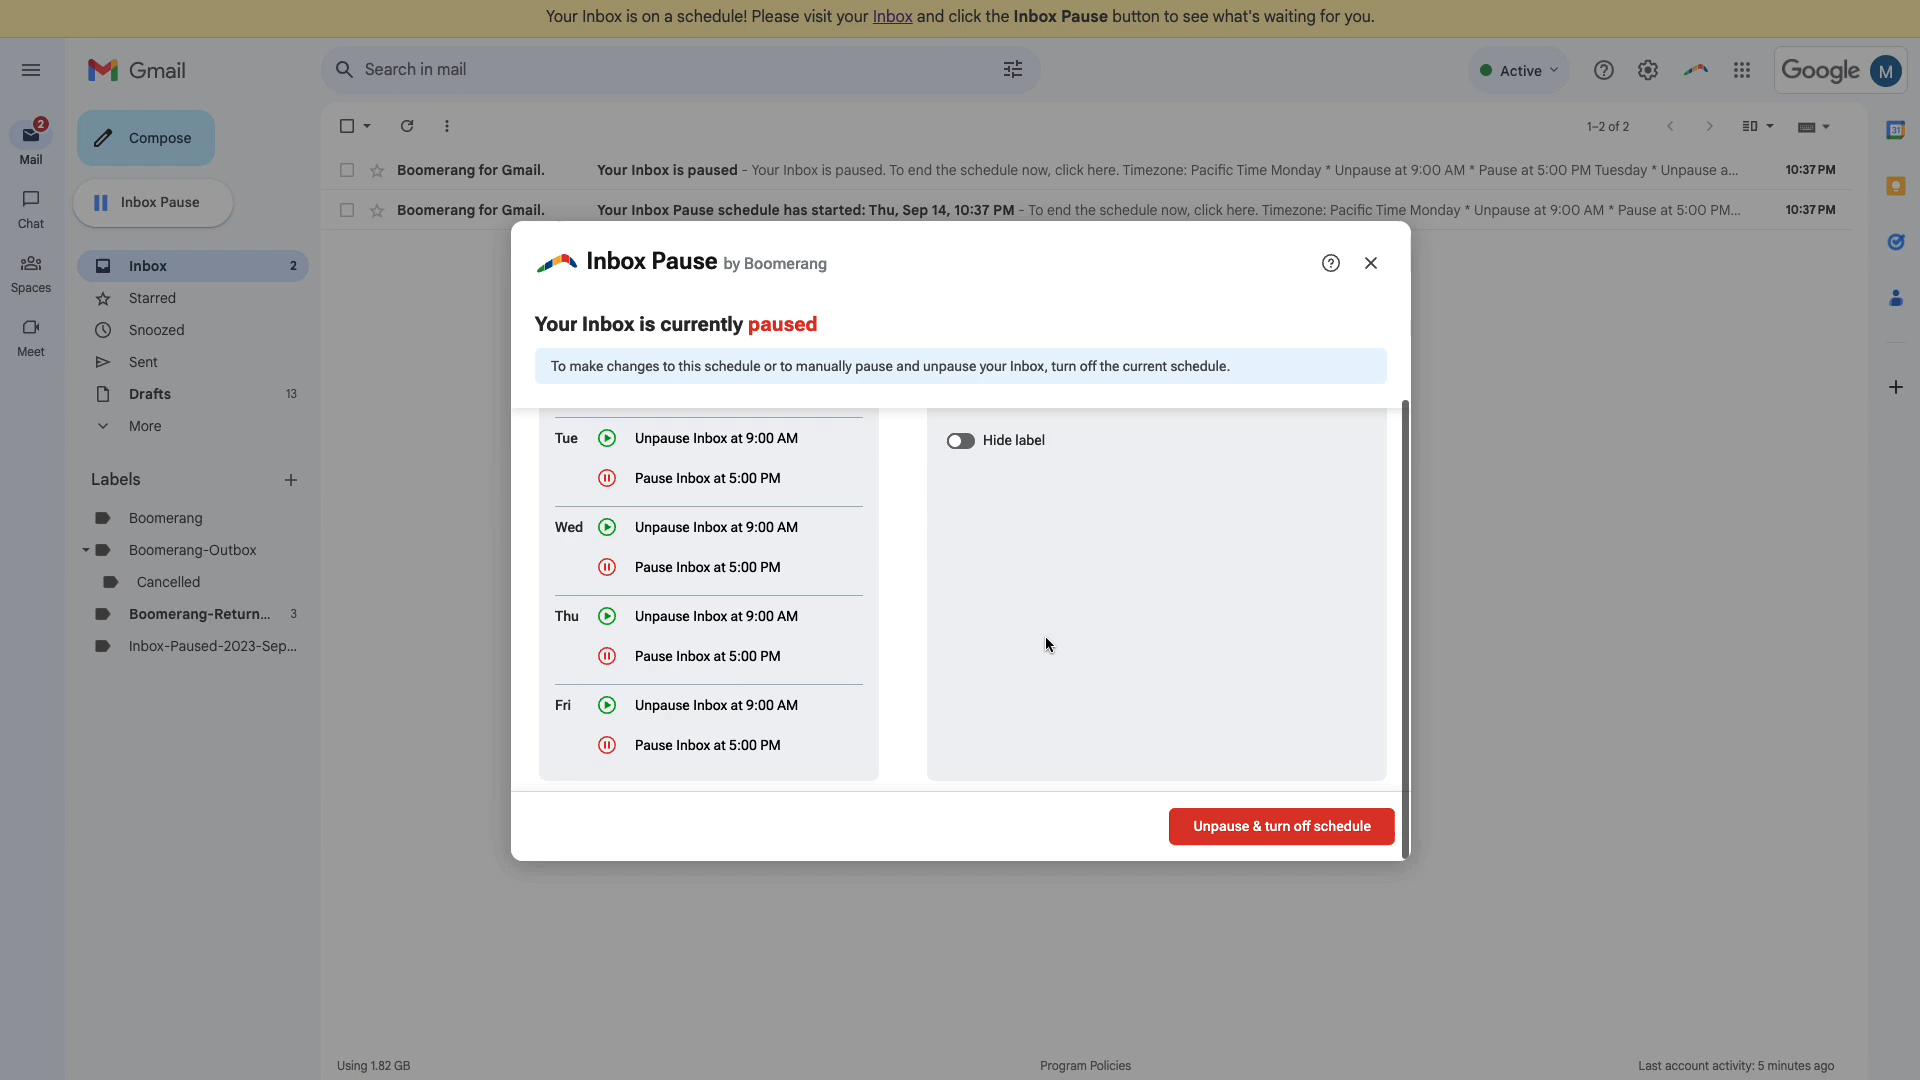 Your Inbox is on a schedule! Please visit your Inbox and click the Inbox Pause button to see what's waiting for you.
Gmail
Search in mail
Active
Google
M
2
Mail
Chat
Spaces
Meet
Compose
Inbox Pause
Inbox 2
Starred
Snoozed
Sent
Drafts 13
More
Labels
Boomerang
Boomerang-Outbox
Cancelled
Boomerang-Return... 3
Inbox-Paused-2023-Sep...
1–2 of 2
Boomerang for Gmail. Your Inbox is paused - Your Inbox is paused. To end the schedule now, click here. Timezone: Pacific Time Monday * Unpause at 9:00 AM * Pause at 5:00 PM Tuesday * Unpause a... 10:37 PM
Boomerang for Gmail. Your Inbox Pause schedule has started: Thu, Sep 14, 10:37 PM - To end the schedule now, click here. Timezone: Pacific Time Monday * Unpause at 9:00 AM * Pause at 5:00 PM... 10:37 PM
Inbox Pause by Boomerang
Your Inbox is currently paused
To make changes to this schedule or to manually pause and unpause your Inbox, turn off the current schedule.
Tue Unpause Inbox at 9:00 AM
Pause Inbox at 5:00 PM
Wed Unpause Inbox at 9:00 AM
Pause Inbox at 5:00 PM
Thu Unpause Inbox at 9:00 AM
Pause Inbox at 5:00 PM
Fri Unpause Inbox at 9:00 AM
Pause Inbox at 5:00 PM
Hide label
Unpause & turn off schedule
31
Using 1.82 GB
Program Policies
Last account activity: 5 minutes ago